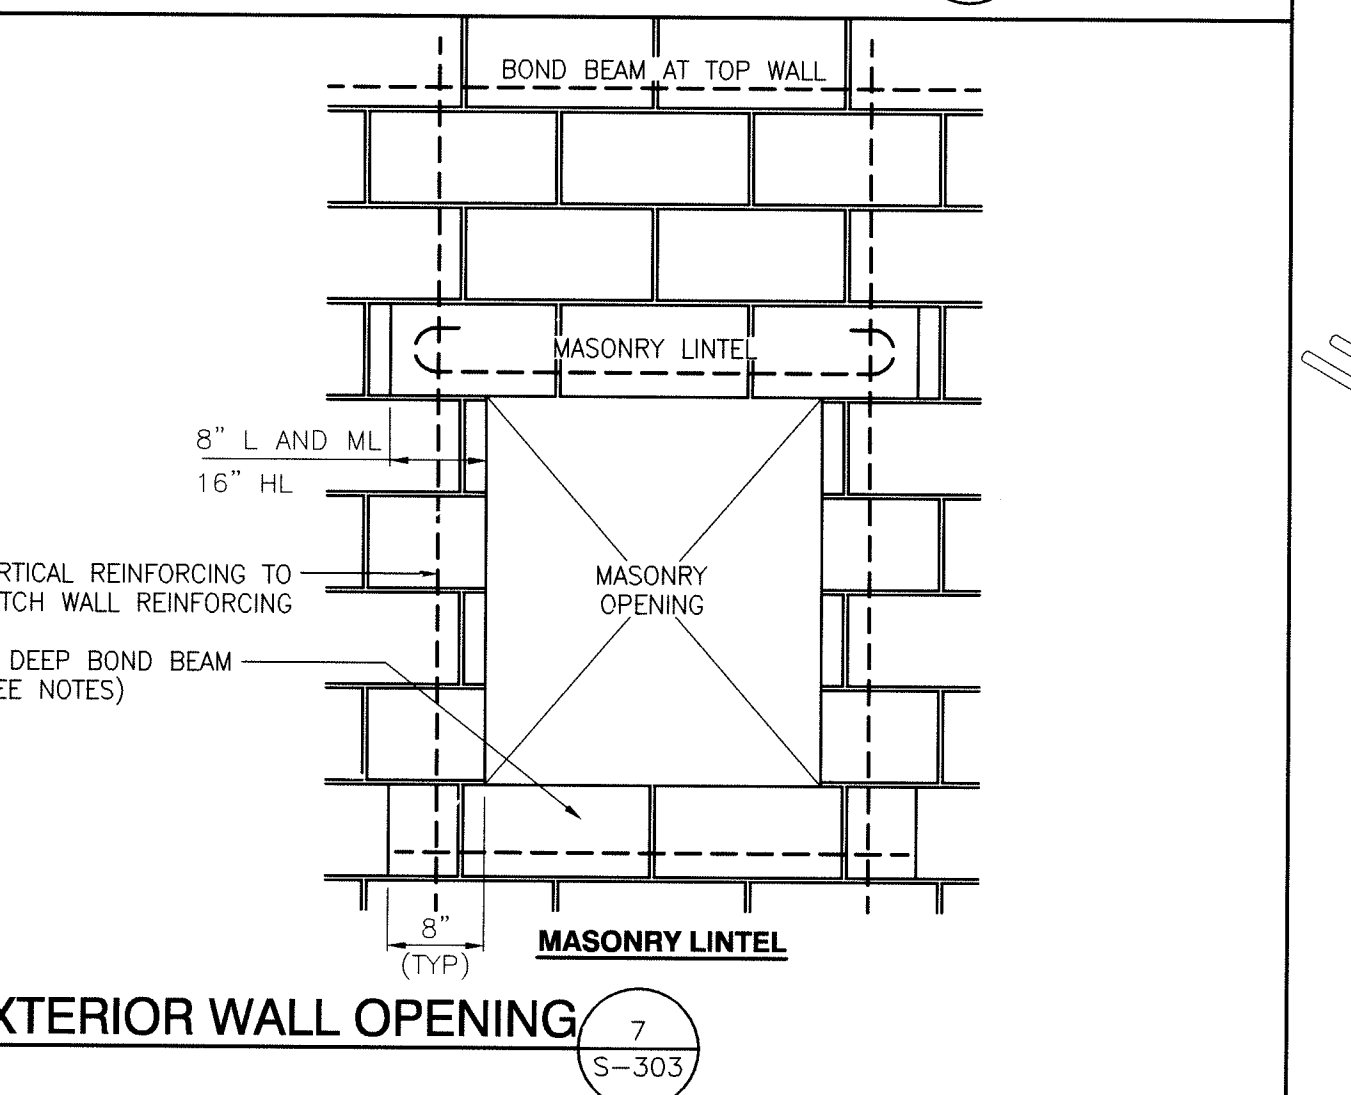 BOND BEAM AT TOP WALL
MASONRY LINTEL
8" L AND ML
16" HL
RTICAL REINFORCING TO
TCH WALL REINFORCING
MASONRY
OPENING
DEEP BOND BEAM
EE NOTES)
8"
(TYP)
MASONRY LINTEL
XTERIOR WALL OPENING
7
S-303